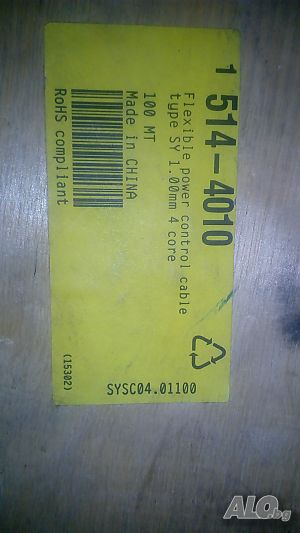 1 514-4010
Flexible power control cable
type SY 1.00mm 4 core
100 MT
Made in CHINA
RoHS compliant
(15302)
SYSC04.01100
ALO.bg